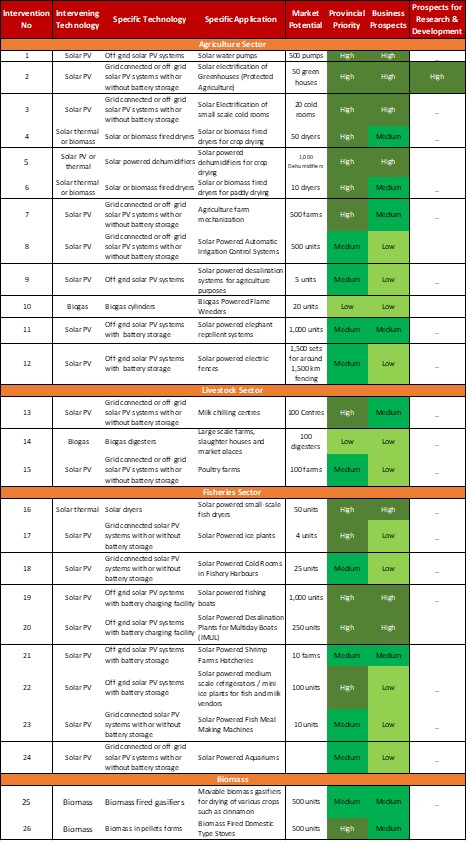 Intervention No | Intervening Technology | Specific Technology | Specific Application | Market Potential | Provincial Priority | Business Prospects | Prospects for Research & Development
Agriculture Sector
1 | Solar PV | Off-grid solar PV systems | Solar water pumps | 500 pumps | High | High | _
2 | Solar PV | Grid connected or off-grid solar PV systems with or without battery storage | Solar electrification of Greenhouses (Protected Agriculture) | 50 green houses | High | High | High
3 | Solar PV | Grid connected or off-grid solar PV systems with or without battery storage | Solar Electrification of small scale cold rooms | 20 cold rooms | High | High | _
4 | Solar thermal or biomass | Solar or biomass fired dryers | Solar or biomass fired dryers for crop drying | 50 dryers | High | Medium | _
5 | Solar PV or thermal | Solar powered dehumidifiers | Solar powered dehumidifiers for crop drying | 1,000 Dehumidifiers | High | High
6 | Solar thermal or biomass | Solar or biomass fired dryers | Solar or biomass fired dryers for paddy drying | 10 dryers | High | Medium | _
7 | Solar PV | Grid connected or off-grid solar PV systems with or without battery storage | Agriculture farm mechanization | 500 farms | High | Medium | _
8 | Solar PV | Grid connected or off-grid solar PV systems with or without battery storage | Solar Powered Automatic Irrigation Control Systems | 500 units | Medium | Low
9 | Solar PV | Off-grid solar PV systems | Solar powered desalination systems for agriculture purposes | 5 units | Medium | Low | _
10 | Biogas | Biogas cylinders | Biogas Powered Flame Weeders | 20 units | Low | Low | _
11 | Solar PV | Off-grid solar PV systems with battery storage | Solar powered elephant repellent systems | 1,000 units | Medium | Medium | _
12 | Solar PV | Off-grid solar PV systems with battery storage | Solar powered electric fences | 1,500 sets for around 1,500 km fencing | Medium | Low | _
Livestock Sector
13 | Solar PV | Grid connected or off-grid solar PV systems with or without battery storage | Milk chilling centres | 100 Centres | High | Medium | _
14 | Biogas | Biogas digesters | Large scale farms, slaughter houses and market places | 100 digesters | Low | Low | _
15 | Solar PV | Grid connected or off-grid solar PV systems with or without battery storage | Poultry farms | 100 farms | Medium | Low | _
Fisheries Sector
16 | Solar thermal | Solar dryers | Solar powered small-scale fish dryers | 50 units | High | High | _
17 | Solar PV | Grid connected solar PV systems with or without battery storage | Solar Powered ice plants | 4 units | High | Low | _
18 | Solar PV | Grid connected solar PV systems with or without battery storage | Solar Powered Cold Rooms in Fishery Harbours | 25 units | Medium | Low | _
19 | Solar PV | Off-grid solar PV systems with battery charging facility | Solar powered fishing boats | 1,000 units | High | High | _
20 | Solar PV | Off-grid solar PV systems with battery charging facility | Solar Powered Desalination Plants for Multiday Boats (IMUL) | 250 units | High | High | _
21 | Solar PV | Off-grid solar PV systems with battery storage | Solar Powered Shrimp Farms Hatcheries | 10 farms | Medium | Medium | _
22 | Solar PV | Off-grid solar PV systems with battery storage | Solar powered medium scale refrigerators / mini ice plants for fish and milk vendors | 100 units | High | Low | _
23 | Solar PV | Grid connected solar PV systems with or without battery storage | Solar Powered Fish Meal Making Machines | 10 units | Medium | Low | _
24 | Solar PV | Grid connected or off-grid solar PV systems with or without battery storage | Solar Powered Aquariums | Medium | Low | _
Biomass
25 | Biomass | Biomass fired gasifiers | Movable biomass gasifiers for drying of various crops such as cinnamon | 500 units | Medium | Medium | _
26 | Biomass | Biomass in pellets forms | Biomass Fired Domestic Type Stoves | 500 units | High | Medium